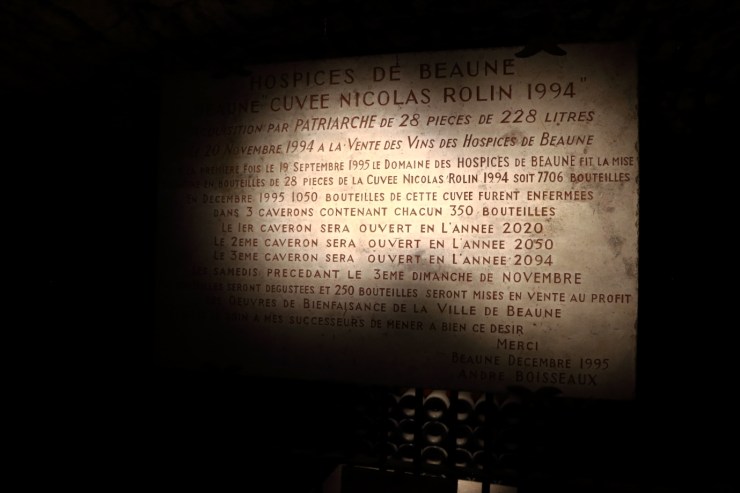 HOSPICES DE BEAUNE
CUVEE NICOLAS ROLIN 1994"
PAR PATRIARCHE DE 28 PIECES DE 228 LITRES
20 NOVEMBRE 1994 A LA VENTE DES VINS DES HOSPICES DE BEAUNE
PREMIERE FOIS LE 19 SEPTEMBRE 1995 LE DOMAINE DES HOSPICES DE BEAUNE FIT LA MISE
EN BOUTEILLES DE 28 PIECES DE LA CUVEE NICOLAS ROLIN 1994 SOIT 7706 BOUTEILLES
DECEMBRE 1995 1050 BOUTEILLES DE CETTE CUVEE FURENT ENFERMEES
DANS 3 CAVERONS CONTENANT CHACUN 350 BOUTEILLES
LE 1ER CAVERON SERA OUVERT EN L'ANNEE 2020
LE 2EME CAVERON SERA OUVERT EN L'ANNEE 2050
LE 3EME CAVERON SERA OUVERT EN L'ANNEE 2094
SAMEDIS PRECEDANT LE 3EME DIMANCHE DE NOVEMBRE
SERONT DEGUSTEES ET 250 BOUTEILLES SERONT MISES EN VENTE AU PROFIT
OEUVRES DE BIENFAISANCE DE LA VILLE DE BEAUNE
A MES SUCCESSEURS DE MENER A BIEN CE DESIR
MERCI
BEAUNE DECEMBRE 1995
ANDRE BOISSEAUX